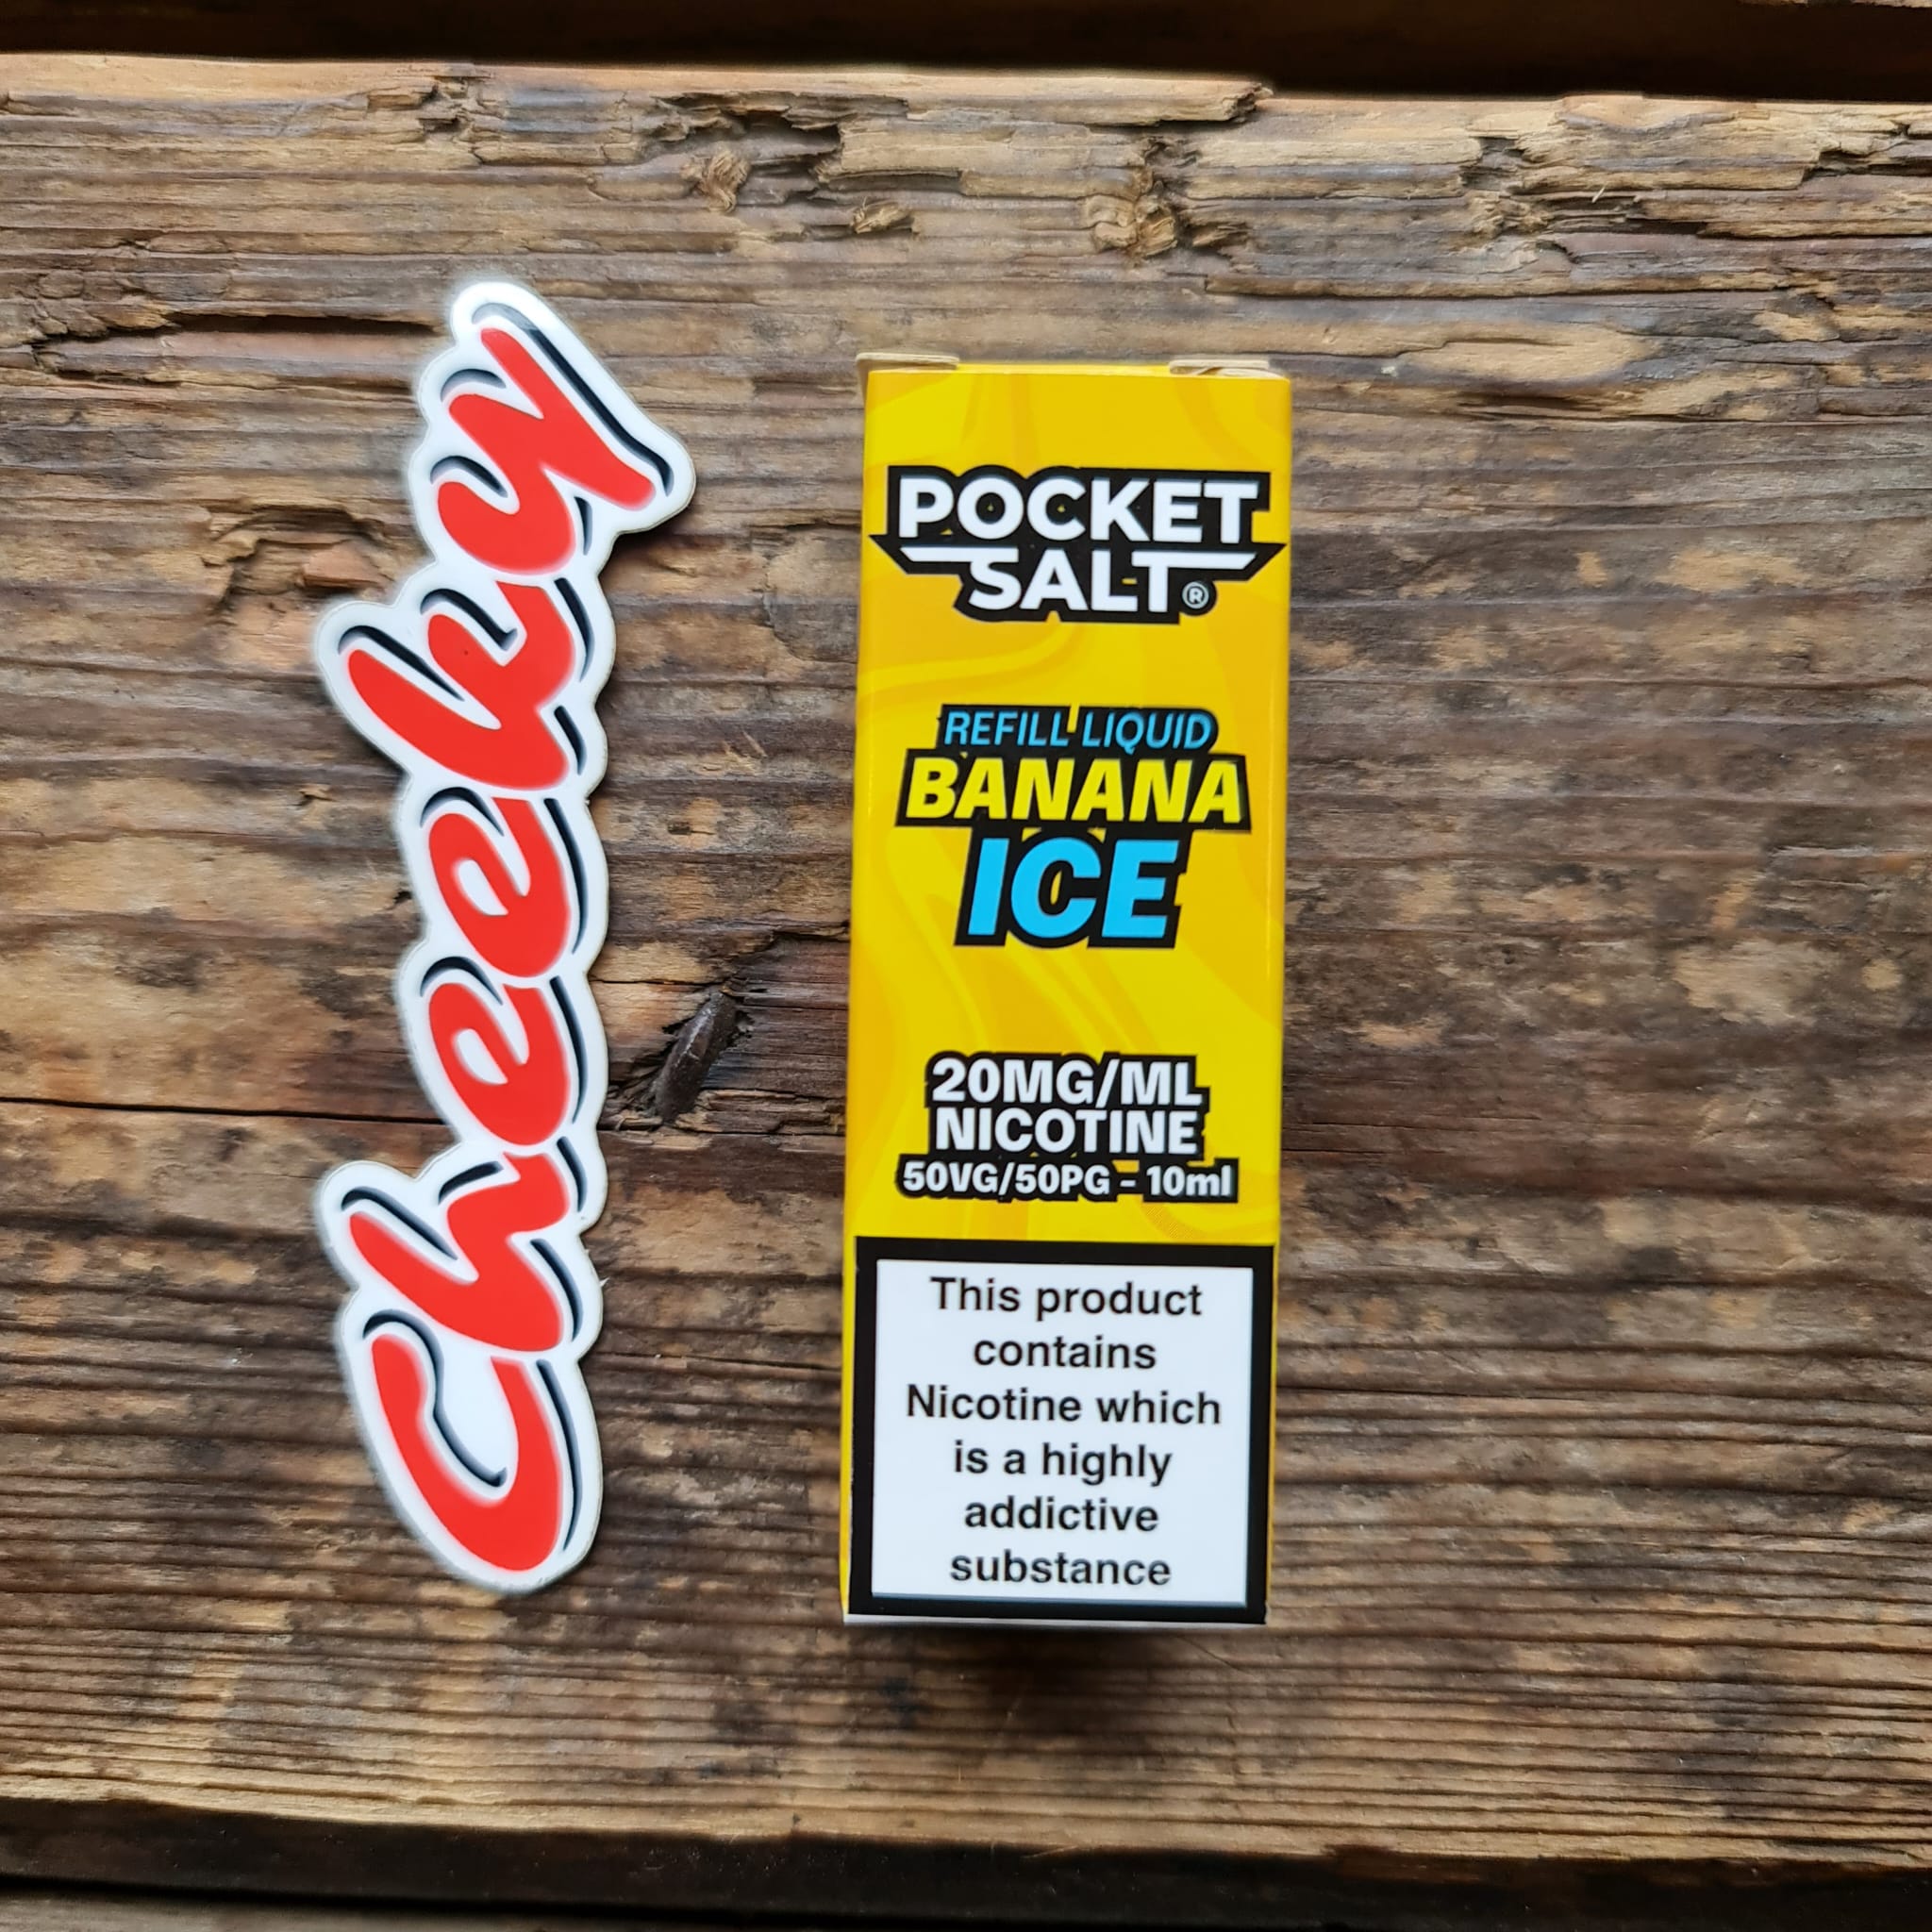 Cheeky
POCKET
SALT®
REFILL LIQUID
BANANA
ICE
20MG/ML
NICOTINE
50VG/50PG - 10ml
This product
contains
Nicotine which
is a highly
addictive
substance